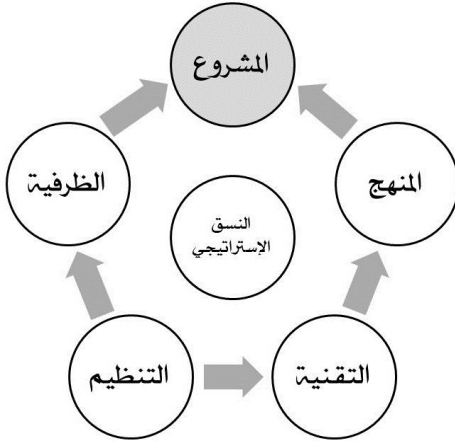 المشروع
المنهج
الظرفية
النسق
الإستراتيجي
التقنية
التنظيم